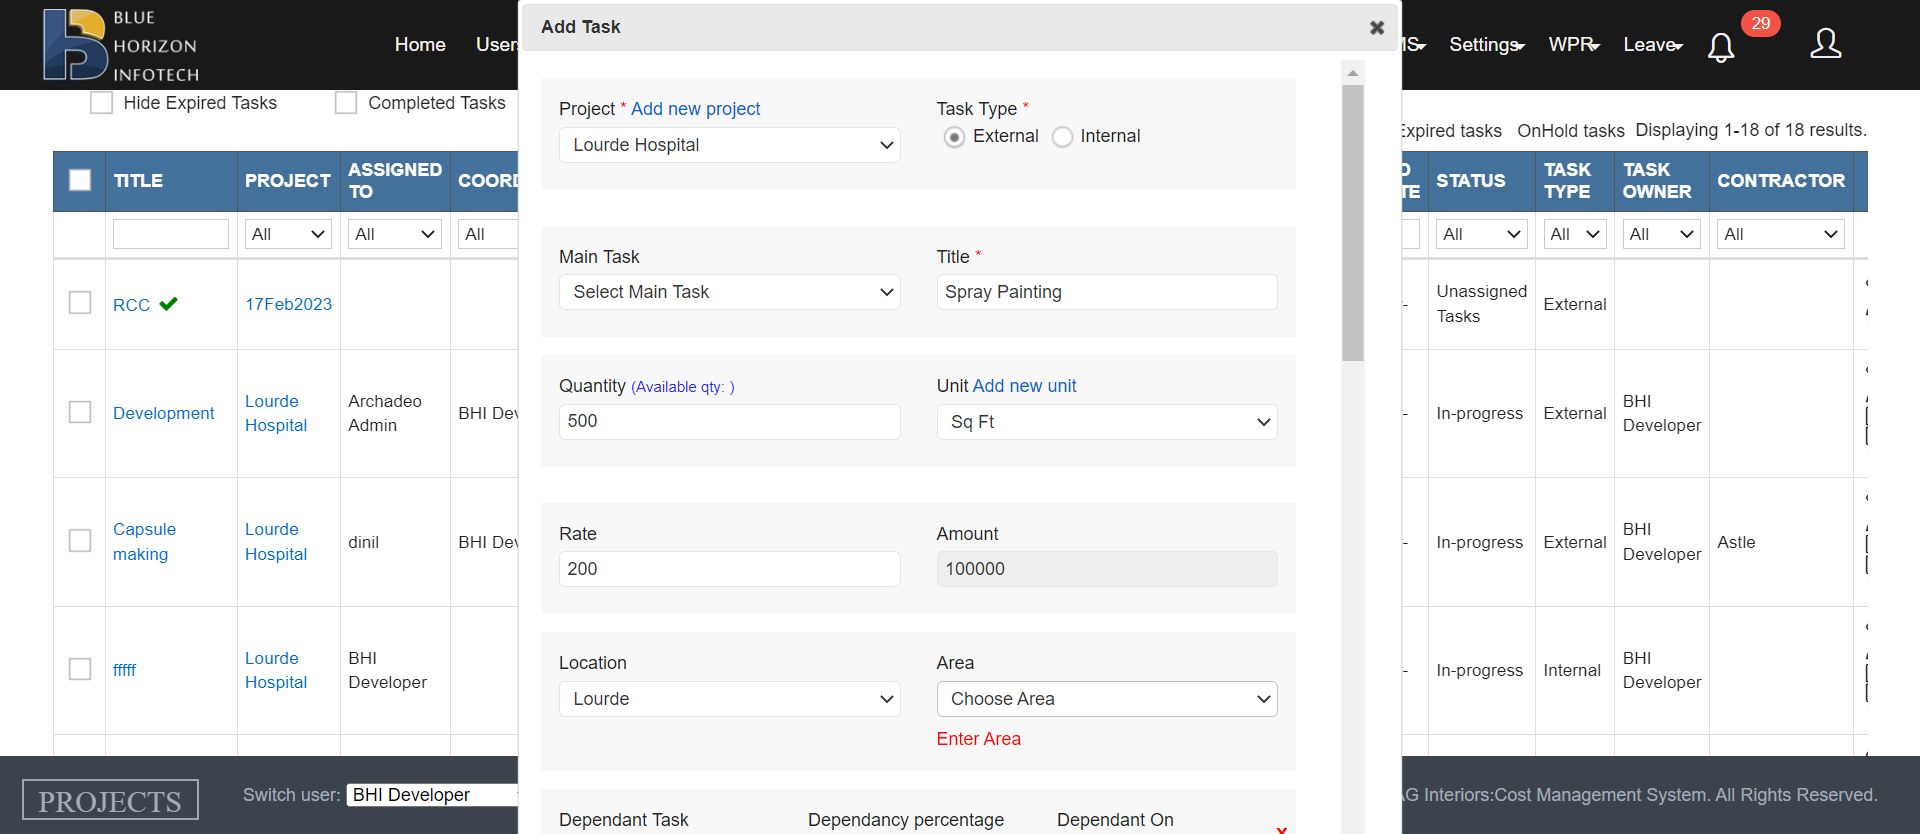 BLUE
HORIZON
INFOTECH
Home
Settings
WPR
Leave
29
Add Task
Hide Expired Tasks
Completed Tasks
Expired tasks
OnHold tasks
Displaying 1-18 of 18 results.
Project * Add new project
Lourde Hospital
Task Type *
External
Internal
Main Task
Select Main Task
Title *
Spray Painting
Quantity (Available qty: )
500
Unit Add new unit
Sq Ft
Rate
200
Amount
100000
Location
Lourde
Area
Choose Area
Enter Area
Dependant Task
Dependancy percentage
Dependant On
x
TITLE
PROJECT
ASSIGNED
TO
STATUS
TASK
TYPE
TASK
OWNER
CONTRACTOR
All
All
All
All
All
All
All
RCC
17Feb2023
Unassigned
Tasks
External
Development
Lourde
Hospital
Archadeo
Admin
BHI
In-progress
External
BHI
Developer
Capsule
making
Lourde
Hospital
dinil
BHI
In-progress
External
BHI
Developer
Astle
fffff
Lourde
Hospital
BHI
Developer
In-progress
Internal
BHI
Developer
PROJECTS
Switch user: BHI Developer
Interiors:Cost Management System. All Rights Reserved.